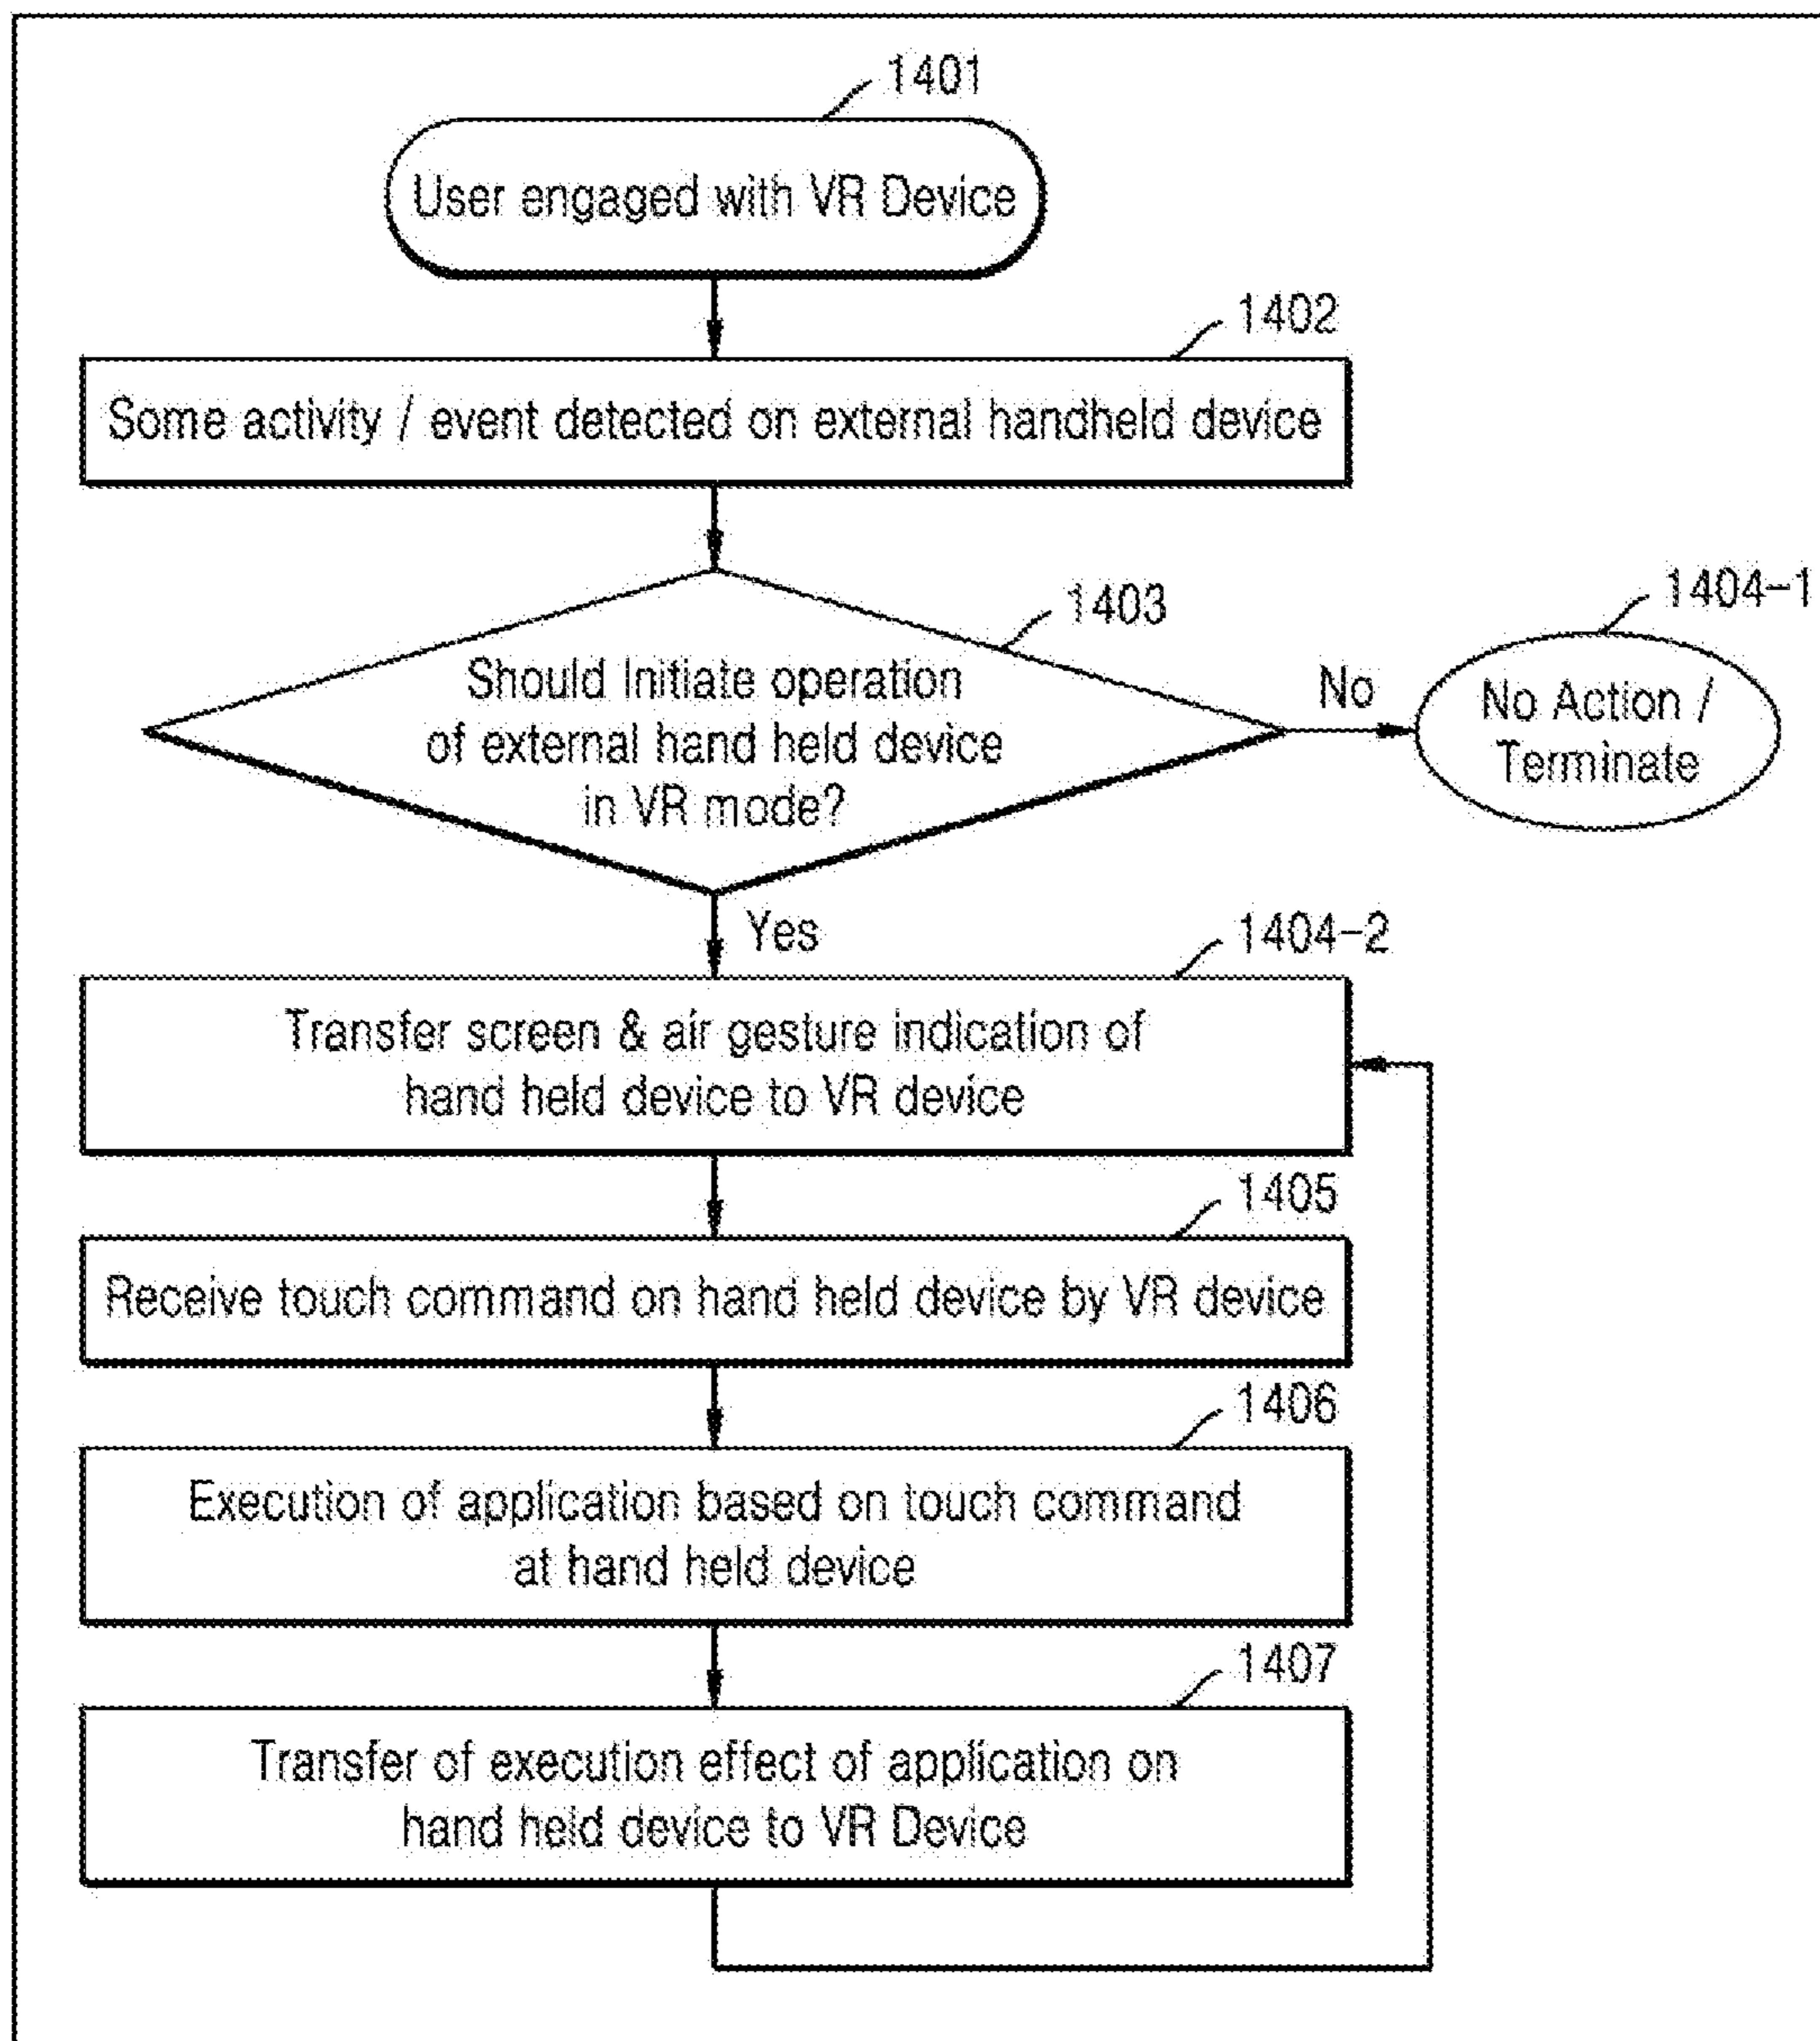 1401
User engaged with VR Device
1402
Some activity / event detected on external handheld device
1403
Should Initiate operation
of external hand held device
in VR mode?
No
1404-1
No Action /
Terminate
Yes
1404-2
Transfer screen & air gesture indication of
hand held device to VR device
1405
Receive touch command on hand held device by VR device
1406
Execution of application based on touch command
at hand held device
1407
Transfer of execution effect of application on
hand held device to VR Device